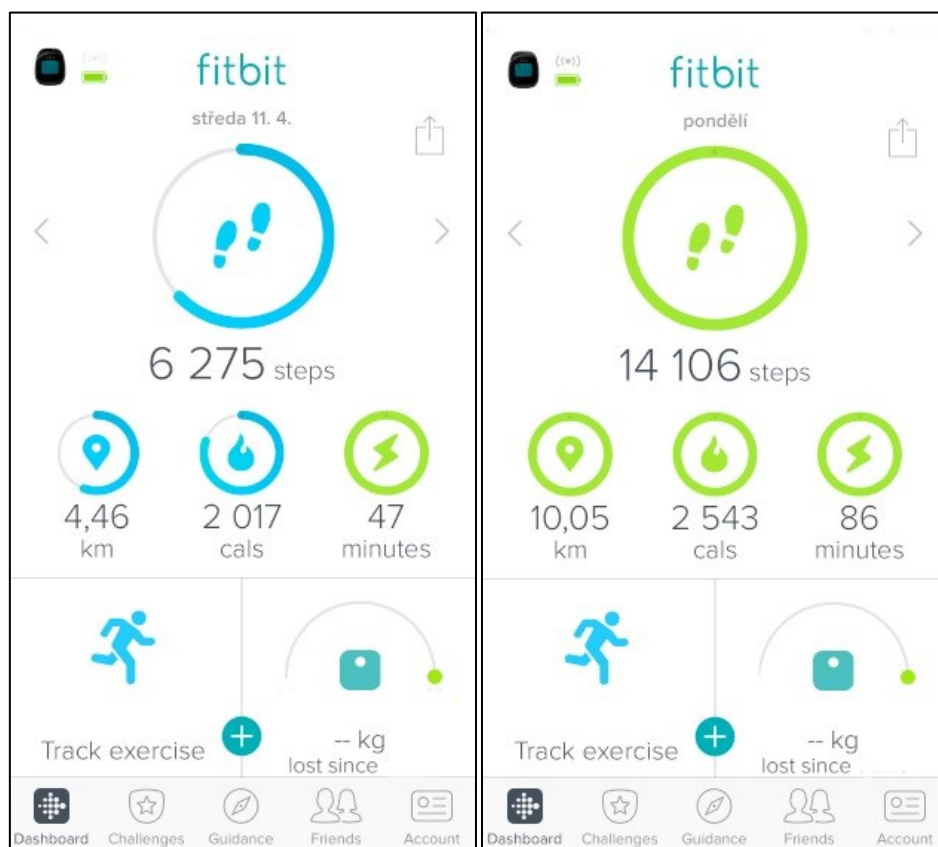 fitbit
středa 11. 4.
6 275 steps
4,46
km
2 017
cals
47
minutes
Track exercise
-- kg
lost since
Dashboard
Challenges
Guidance
Friends
Account
fitbit
pondělí
14 106 steps
10,05
km
2 543
cals
86
minutes
Track exercise
-- kg
lost since
Dashboard
Challenges
Guidance
Friends
Account